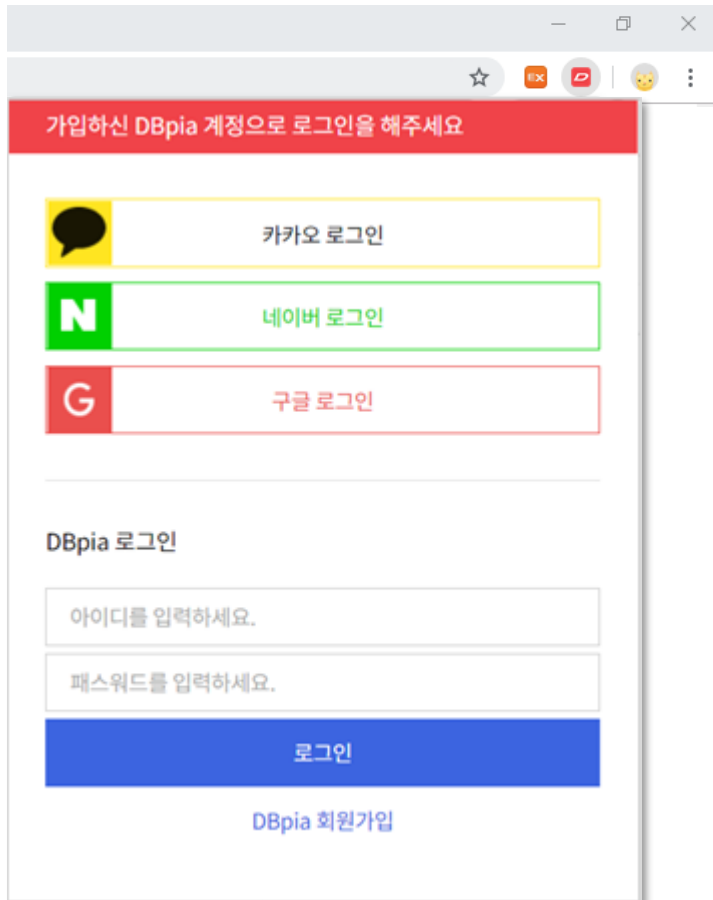 EX
가입하신 DBpia 계정으로 로그인을 해주세요
카카오 로그인
N
네이버 로그인
G
구글 로그인
DBpia 로그인
아이디를 입력하세요.
패스워드를 입력하세요.
로그인
DBpia 회원가입